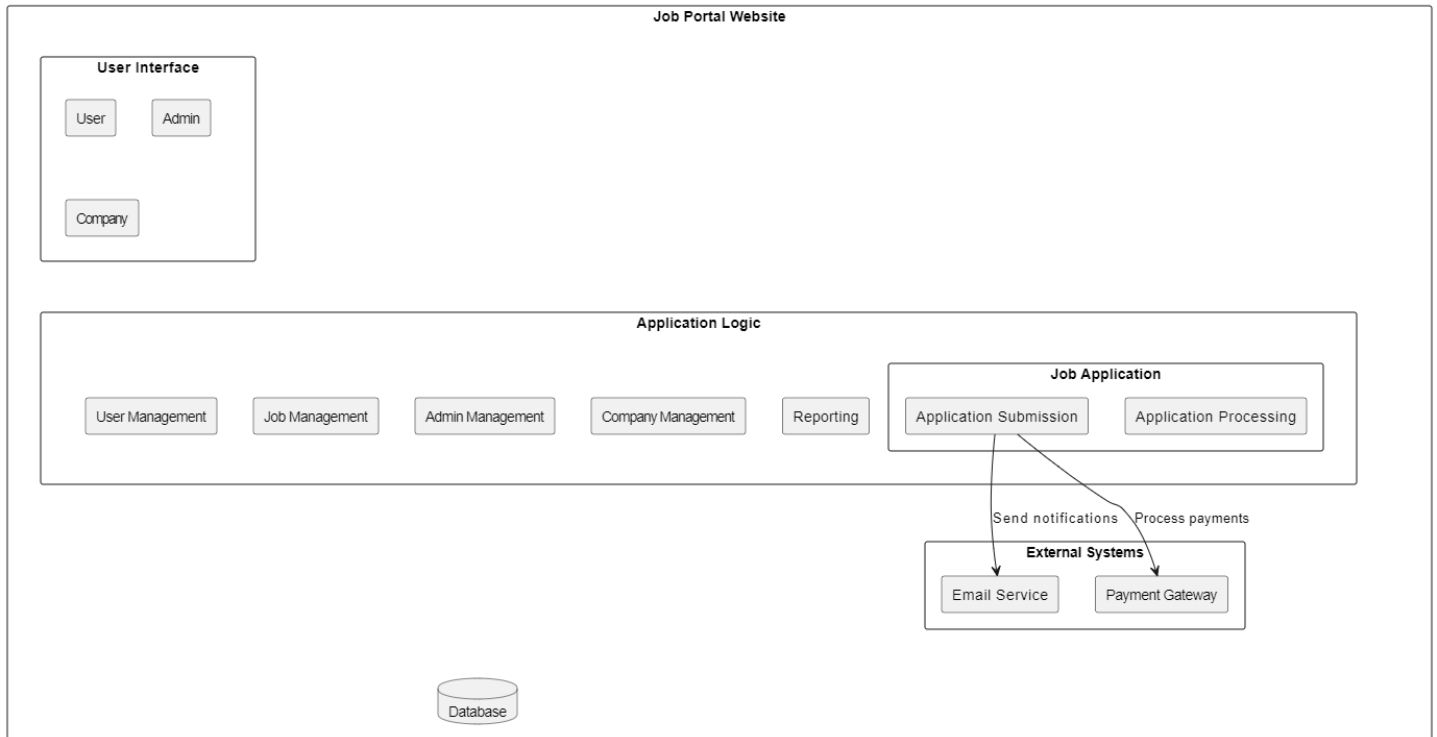 Job Portal Website
User Interface
User
Admin
Company
Application Logic
Job Application
User Management
Job Management
Admin Management
Company Management
Reporting
Application Submission
Application Processing
Send notifications
Process payments
External Systems
Email Service
Payment Gateway
Database